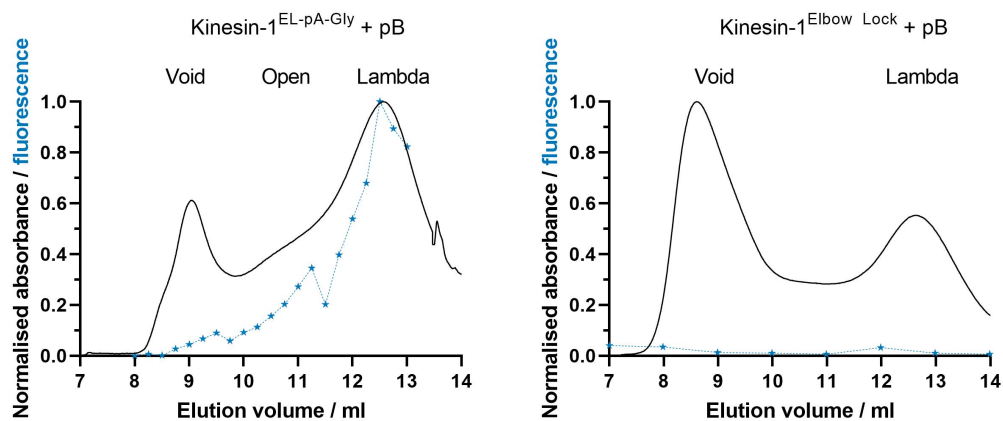 Kinesin-1EL-pA-Gly + pB
Void Open Lambda
Normalised absorbance / fluorescence
1.0
0.8
0.6
0.4
0.2
0.0
7 8 9 10 11 12 13 14
Elution volume / ml
Kinesin-1Elbow Lock + pB
Void Lambda
Normalised absorbance / fluorescence
1.0
0.8
0.6
0.4
0.2
0.0
7 8 9 10 11 12 13 14
Elution volume / ml